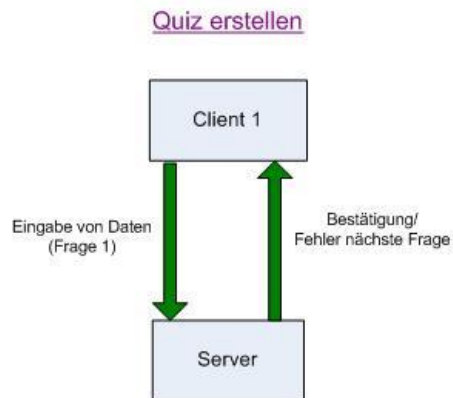 Quiz erstellen
Client 1
Eingabe von Daten
(Frage 1)
Bestätigung/
Fehler nächste Frage
Server